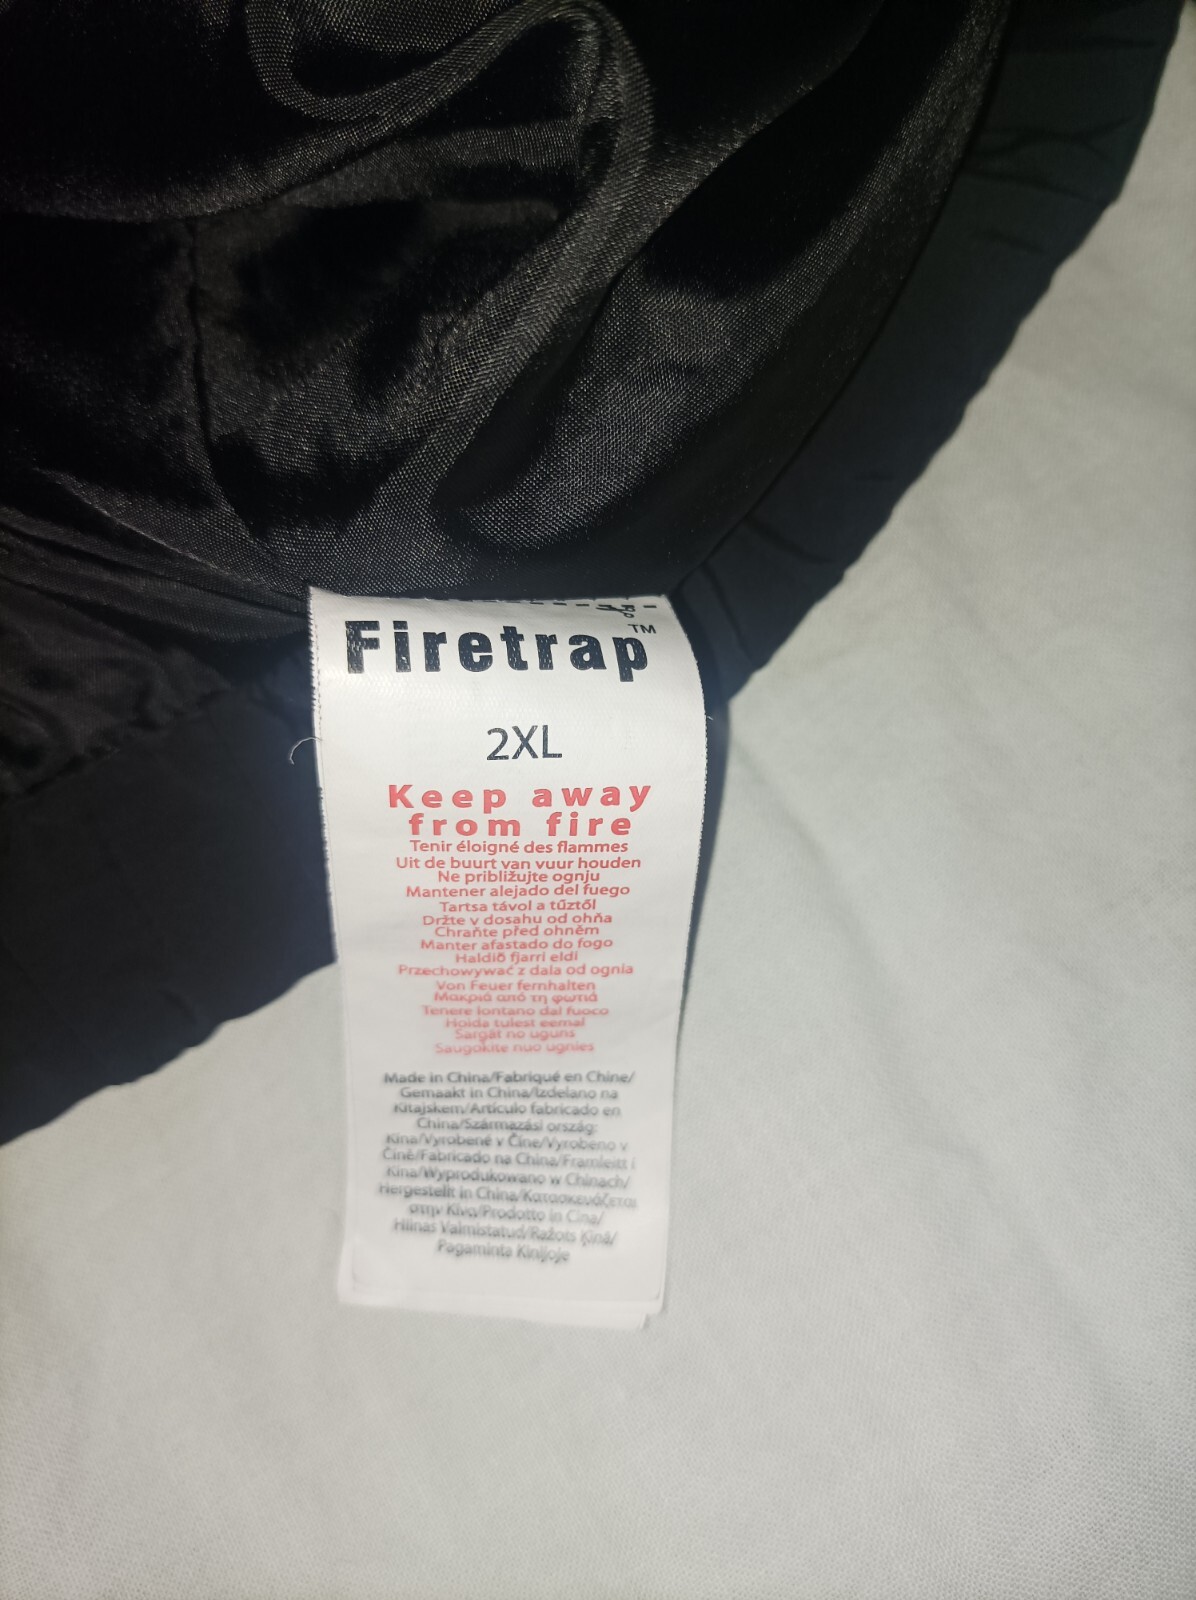 Firetrap™
2XL
Keep away
from fire
Tenir éloigné des flammes
Uit de buurt van vuur houden
Ne približujte ognju
Mantener alejado del fuego
Tartsa távol a tűztől
Držte v dosahu od ohňa
Chraňte před ohněm
Manter afastado do fogo
Haldið fjarri eldi
Przechowywać z dala od ognia
Von Feuer fernhalten
Μακριά από τη φωτιά
Tenere lontano dal fuoco
Hoida tulest eemal
Sargāt no uguns
Saugokite nuo ugnies
Made in China/Fabriqué en Chine/
Gemaakt in China/Izdelano na
Kitajskem/Artículo fabricado en
China/Származási ország:
Kína/Vyrobené v Číne/Vyrobeno v
Číně/Fabricado na China/Framleitt í
Kína/Wyprodukowano w Chinach/
Hergestellt in China/Κατασκευάζεται
στην Κίνα/Prodotto in Cina/
Hiinas Valmistatud/Ražots Ķīnā/
Pagaminta Kinijoje